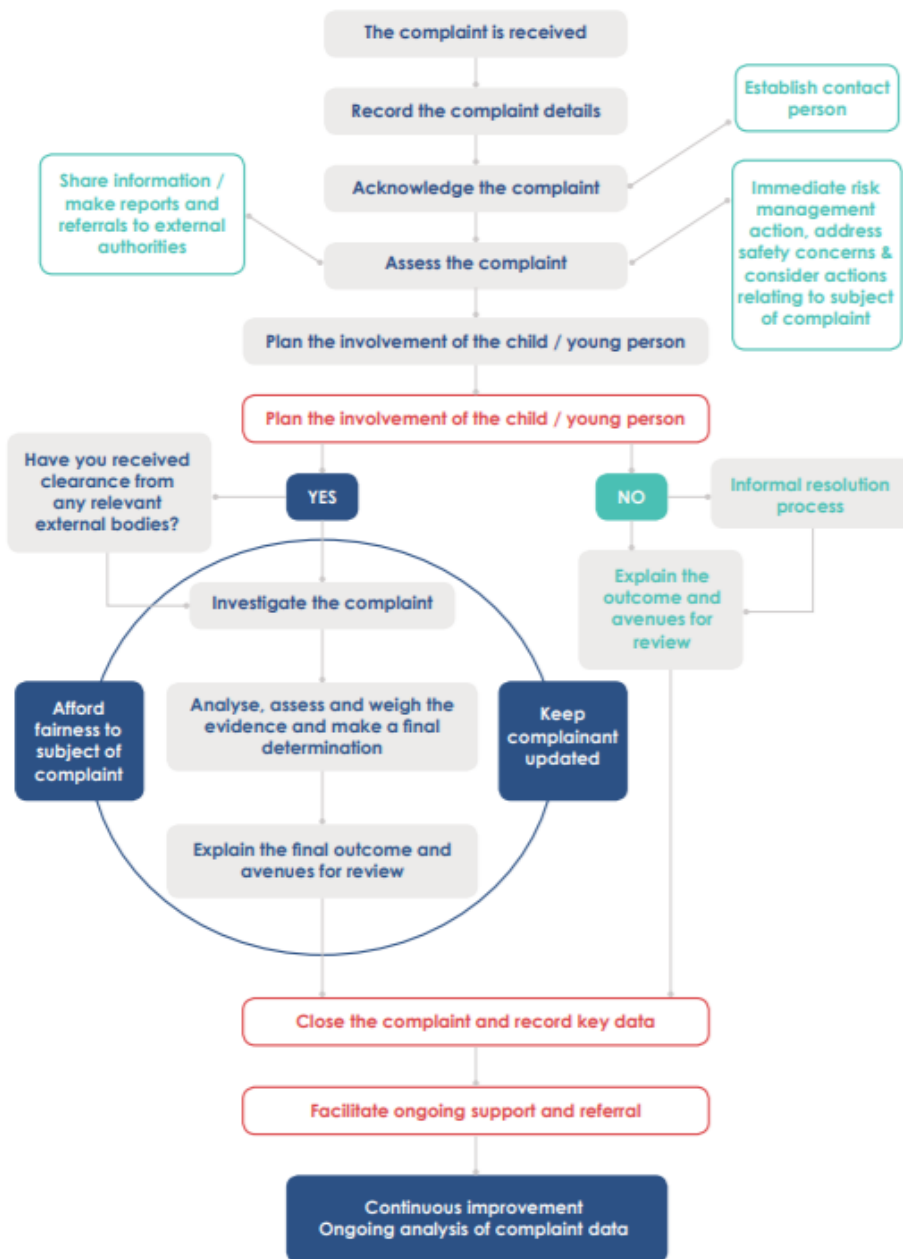 The complaint is received
Record the complaint details
Establish contact
person
Acknowledge the complaint
Share information /
make reports and
referrals to external
authorities
Immediate risk
management
action, address
safety concerns &
consider actions
relating to subject
of complaint
Assess the complaint
Plan the involvement of the child / young person
Plan the involvement of the child / young person
Have you received
clearance from
any relevant
external bodies?
YES
NO
Informal resolution
process
Investigate the complaint
Explain the
outcome and
avenues for
review
Afford
fairness to
subject of
complaint
Analyse, assess and weigh the
evidence and make a final
determination
Keep
complainant
updated
Explain the final outcome and
avenues for review
Close the complaint and record key data
Facilitate ongoing support and referral
Continuous improvement
Ongoing analysis of complaint data